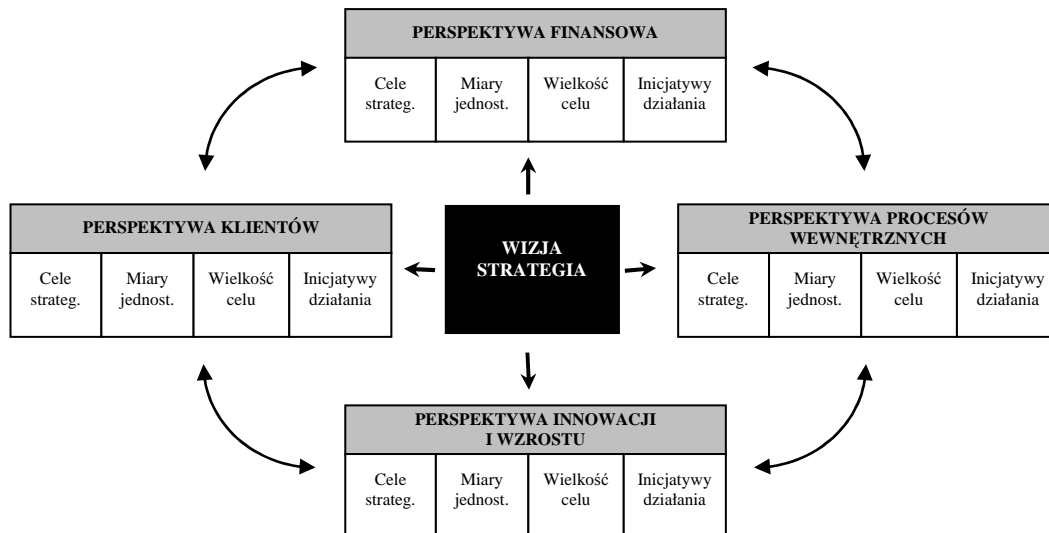 PERSPEKTYWA FINANSOWA
Cele strateg.
Miary jednost.
Wielkość celu
Inicjatywy działania
PERSPEKTYWA KLIENTÓW
Cele strateg.
Miary jednost.
Wielkość celu
Inicjatywy działania
WIZJA
STRATEGIA
PERSPEKTYWA PROCESÓW
WEWNĘTRZNYCH
Cele strateg.
Miary jednost.
Wielkość celu
Inicjatywy działania
PERSPEKTYWA INNOWACJI
I WZROSTU
Cele strateg.
Miary jednost.
Wielkość celu
Inicjatywy działania